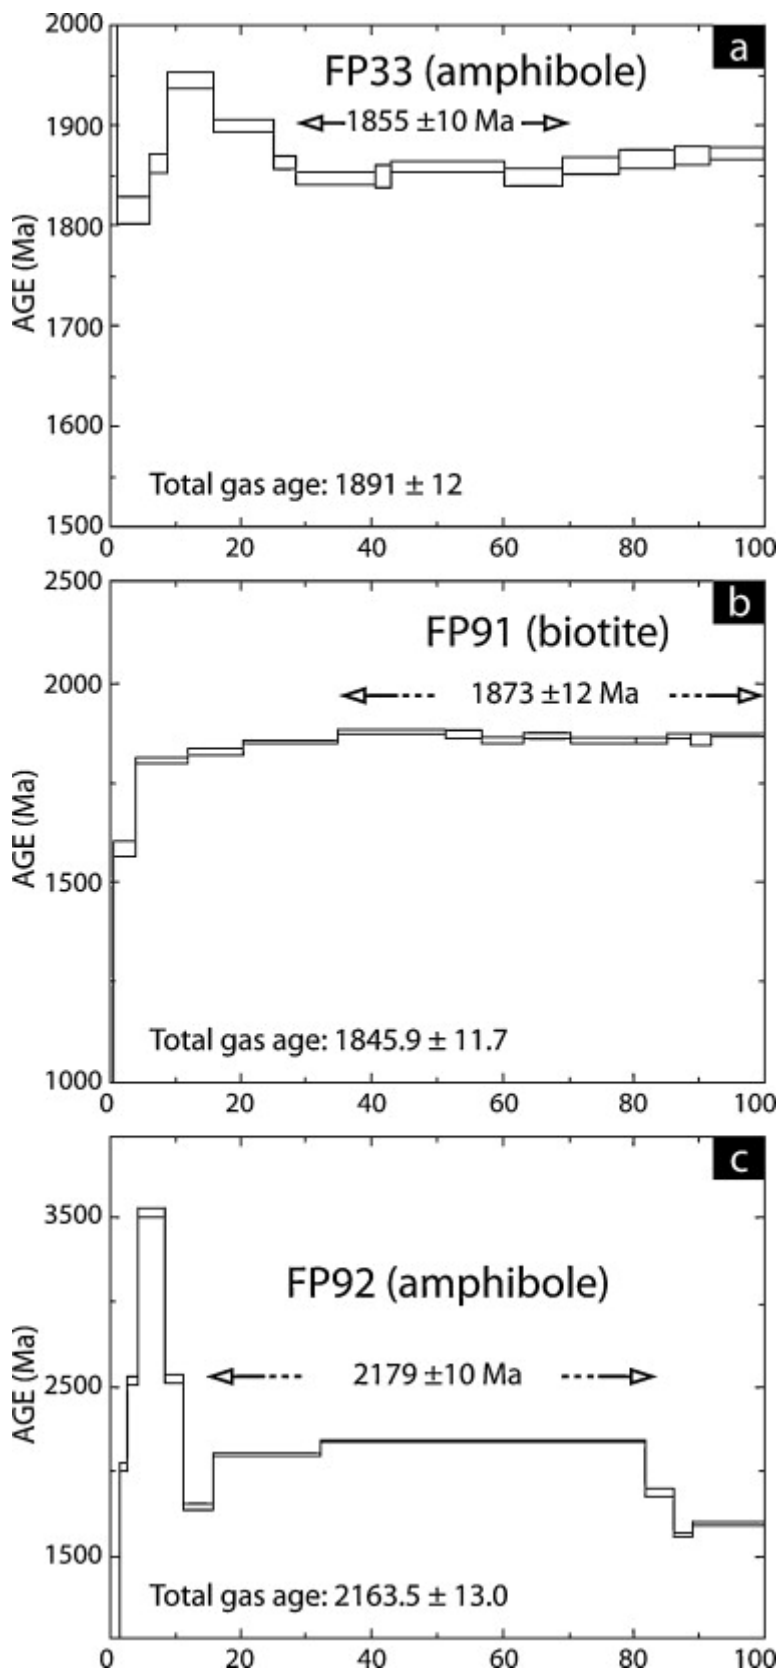 2000
a
FP33 (amphibole)
1900
1855 ±10 Ma
1800
AGE (Ma)
1700
1600
Total gas age: 1891 ± 12
1500
0 20 40 60 80 100
2500
b
FP91 (biotite)
2000
1873 ±12 Ma
AGE (Ma)
1500
Total gas age: 1845.9 ± 11.7
1000
0 20 40 60 80 100
c
3500
FP92 (amphibole)
AGE (Ma)
2179 ±10 Ma
2500
1500
Total gas age: 2163.5 ± 13.0
0 20 40 60 80 100